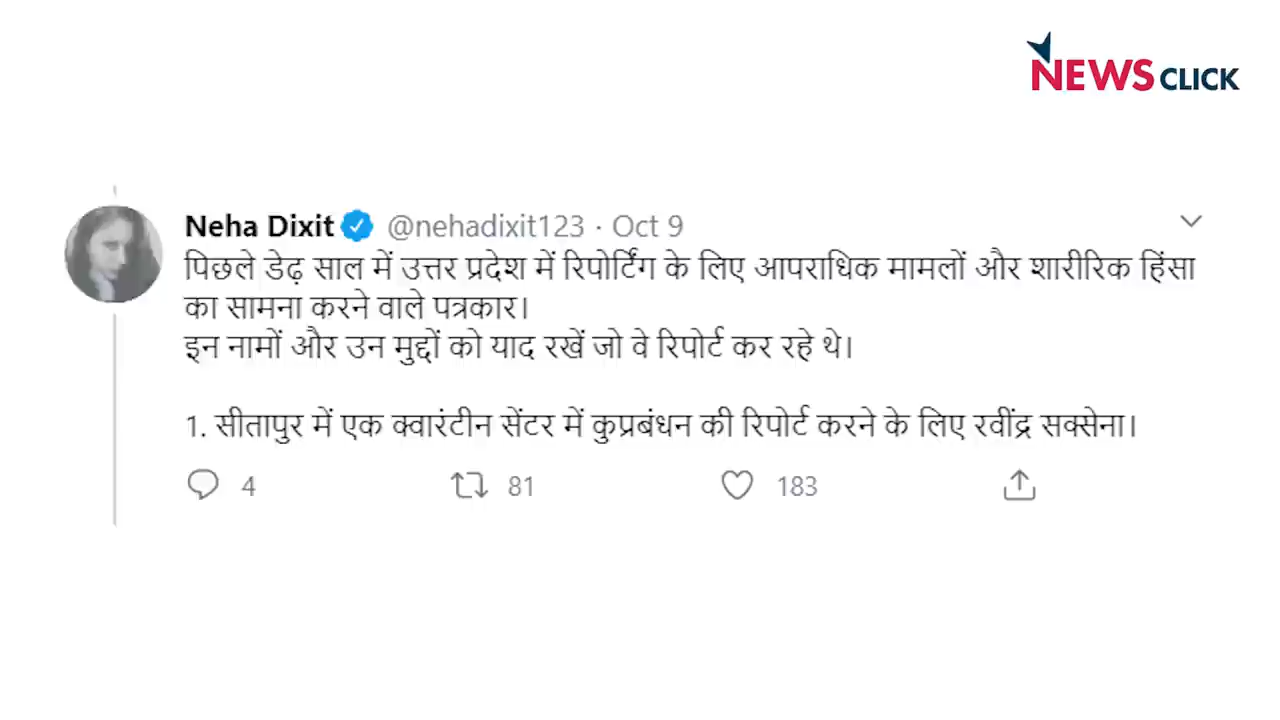 NEWS CLICK
Neha Dixit @nehadixit123 · Oct 9
पिछले डेढ़ साल में उत्तर प्रदेश में रिपोर्टिंग के लिए आपराधिक मामलों और शारीरिक हिंसा
का सामना करने वाले पत्रकार।
इन नामों और उन मुद्दों को याद रखें जो वे रिपोर्ट कर रहे थे।
1. सीतापुर में एक क्वारंटीन सेंटर में कुप्रबंधन की रिपोर्ट करने के लिए रवींद्र सक्सेना।
4 81 183